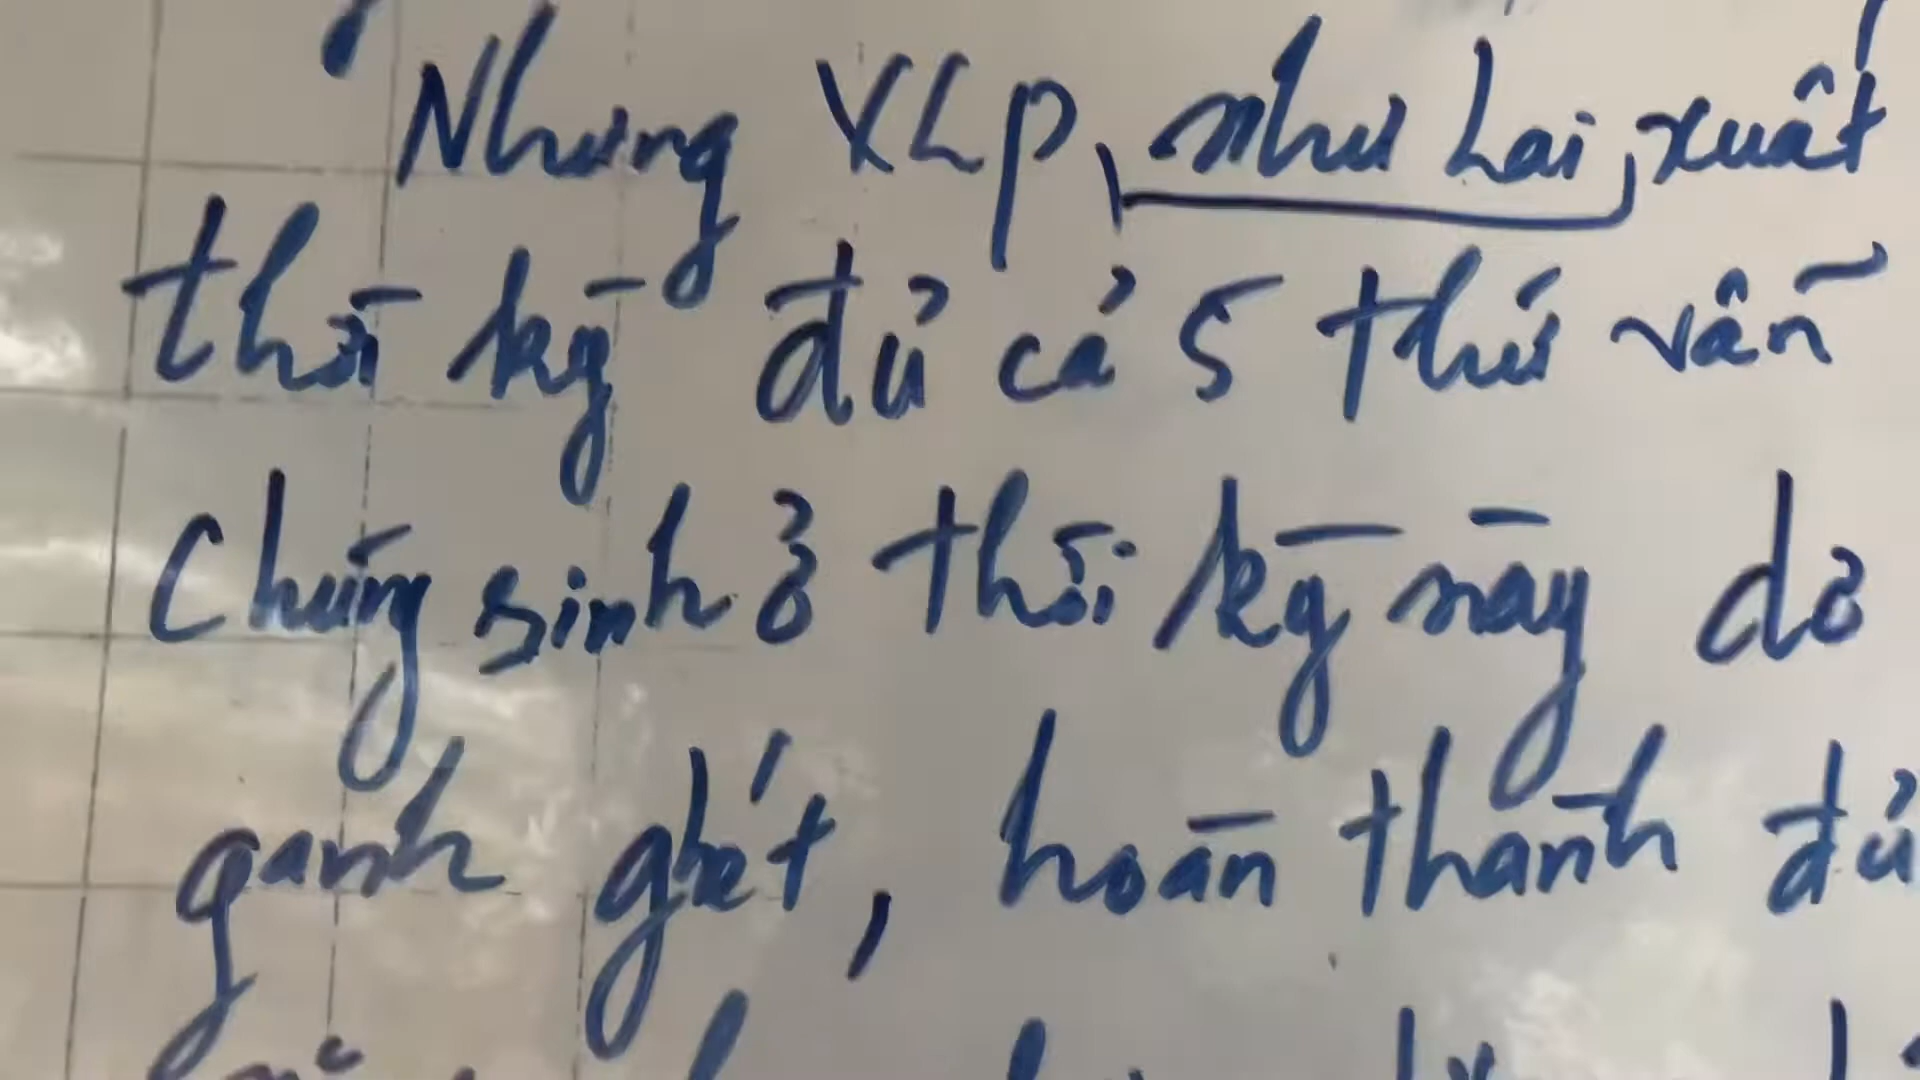 Nhưng XLP, như Lai, xuất
thời kỳ đủ cả 5 thứ vẫn
Chúng sinh ở thời kỳ này do
ganh ghét, hoàn thành đủ